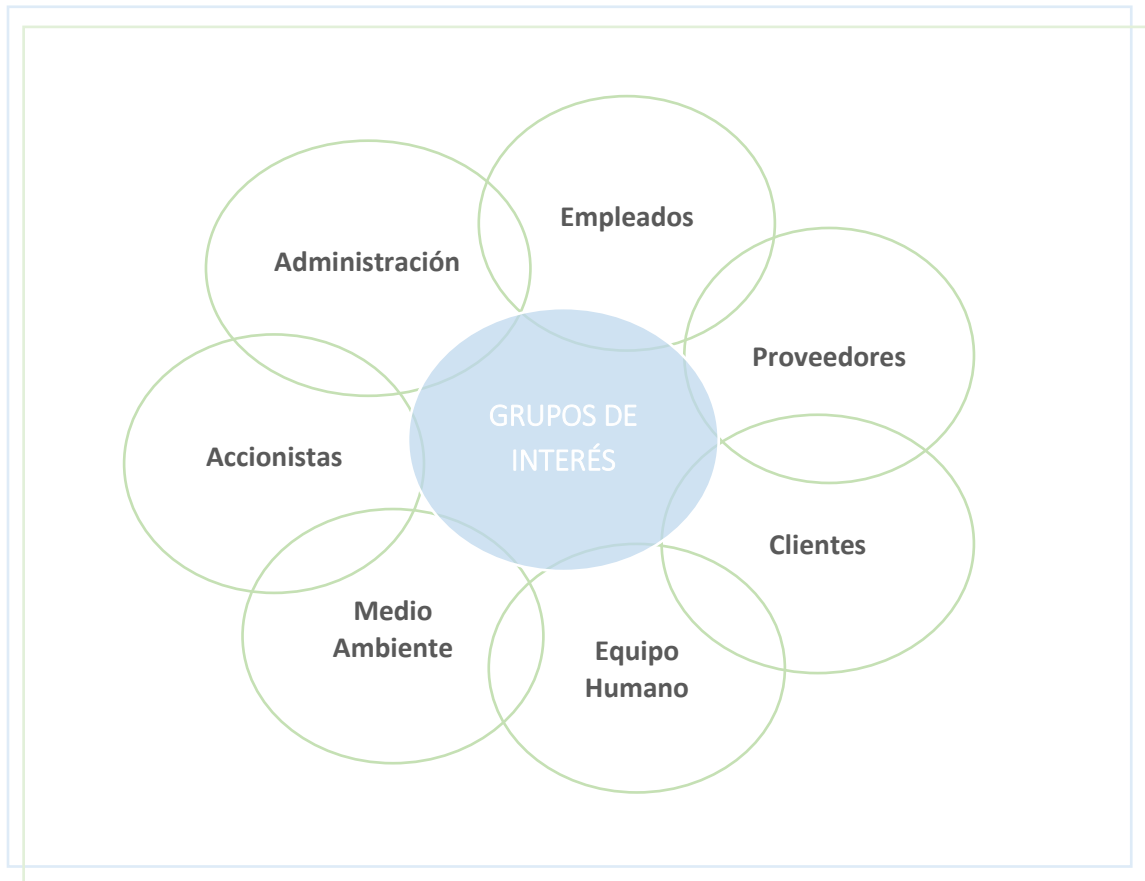 Empleados
Administración
Proveedores
GRUPOS DE
INTERÉS
Accionistas
Clientes
Medio
Ambiente
Equipo
Humano